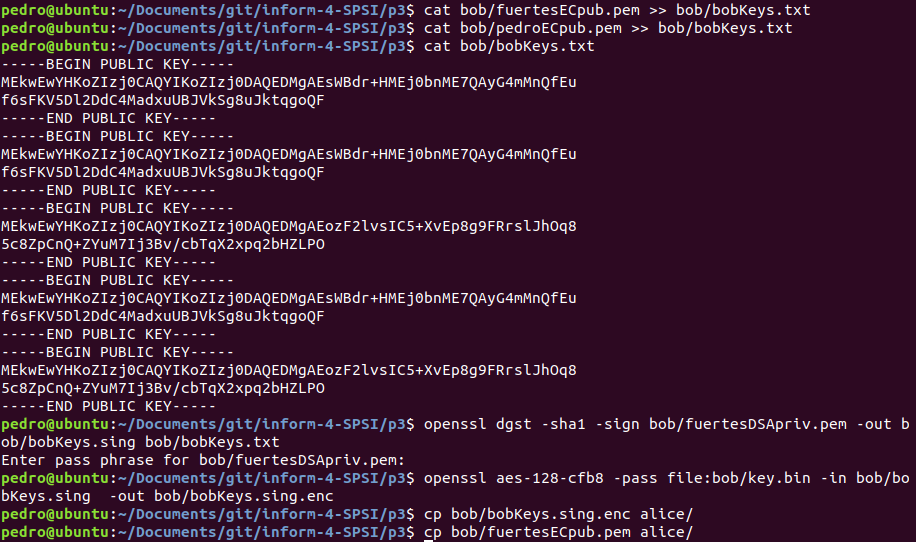 pedro@ubuntu:~/Documents/git/inform-4-SPSI/p3$ cat bob/fuertesECpub.pem >> bob/bobKeys.txt
pedro@ubuntu:~/Documents/git/inform-4-SPSI/p3$ cat bob/pedroECpub.pem >> bob/bobKeys.txt
pedro@ubuntu:~/Documents/git/inform-4-SPSI/p3$ cat bob/bobKeys.txt
-----BEGIN PUBLIC KEY-----
MEkwEwYHKoZIzj0CAQYIKoZIzj0DAQEDMgAEsWBdr+HMEj0bnME7QAyG4mMnQfEu
f6sFKV5Dl2DdC4MadxuUBJVkSg8uJktqgoQF
-----END PUBLIC KEY-----
-----BEGIN PUBLIC KEY-----
MEkwEwYHKoZIzj0CAQYIKoZIzj0DAQEDMgAEsWBdr+HMEj0bnME7QAyG4mMnQfEu
f6sFKV5Dl2DdC4MadxuUBJVkSg8uJktqgoQF
-----END PUBLIC KEY-----
-----BEGIN PUBLIC KEY-----
MEkwEwYHKoZIzj0CAQYIKoZIzj0DAQEDMgAEozF2lvsIC5+XvEp8g9FRrslJhOq8
5c8ZpCnQ+ZYuM7Ij3Bv/cbTqX2xpq2bHZLPO
-----END PUBLIC KEY-----
-----BEGIN PUBLIC KEY-----
MEkwEwYHKoZIzj0CAQYIKoZIzj0DAQEDMgAEsWBdr+HMEj0bnME7QAyG4mMnQfEu
f6sFKV5Dl2DdC4MadxuUBJVkSg8uJktqgoQF
-----END PUBLIC KEY-----
-----BEGIN PUBLIC KEY-----
MEkwEwYHKoZIzj0CAQYIKoZIzj0DAQEDMgAEozF2lvsIC5+XvEp8g9FRrslJhOq8
5c8ZpCnQ+ZYuM7Ij3Bv/cbTqX2xpq2bHZLPO
-----END PUBLIC KEY-----
pedro@ubuntu:~/Documents/git/inform-4-SPSI/p3$ openssl dgst -sha1 -sign bob/fuertesDSApriv.pem -out b
ob/bobKeys.sing bob/bobKeys.txt
Enter pass phrase for bob/fuertesDSApriv.pem:
pedro@ubuntu:~/Documents/git/inform-4-SPSI/p3$ openssl aes-128-cfb8 -pass file:bob/key.bin -in bob/bo
bKeys.sing  -out bob/bobKeys.sing.enc
pedro@ubuntu:~/Documents/git/inform-4-SPSI/p3$ cp bob/bobKeys.sing.enc alice/
pedro@ubuntu:~/Documents/git/inform-4-SPSI/p3$ cp bob/fuertesECpub.pem alice/